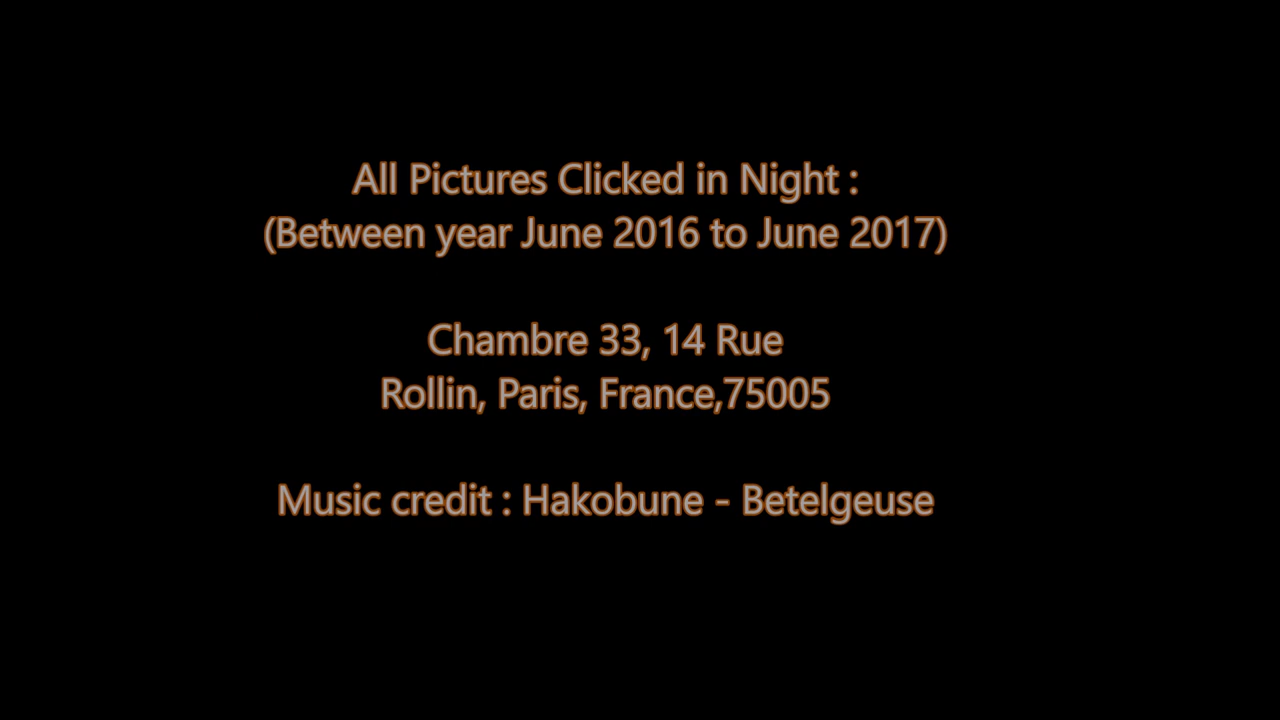 All Pictures Clicked in Night :
(Between year June 2016 to June 2017)
Chambre 33, 14 Rue
Rollin, Paris, France,75005
Music credit : Hakobune - Betelgeuse